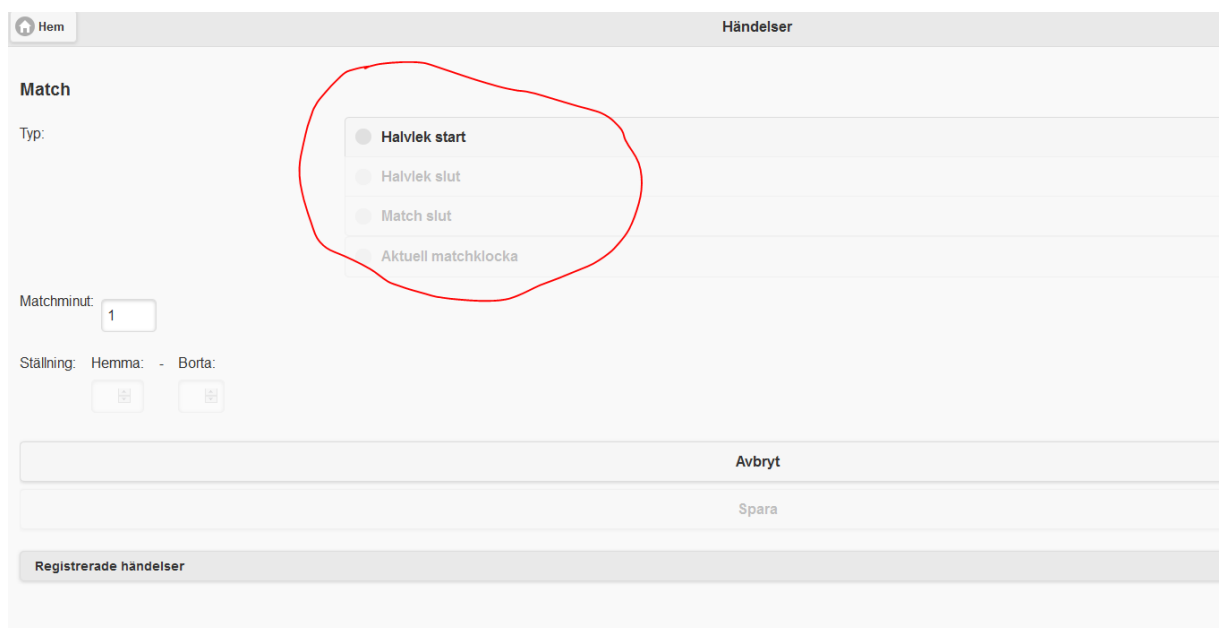 Hem
Händelser
Match
Typ:
Halvlek start
Halvlek slut
Match slut
Aktuell matchklocka
Matchminut:
1
Ställning: Hemma: - Borta:
Avbryt
Spara
Registrerade händelser